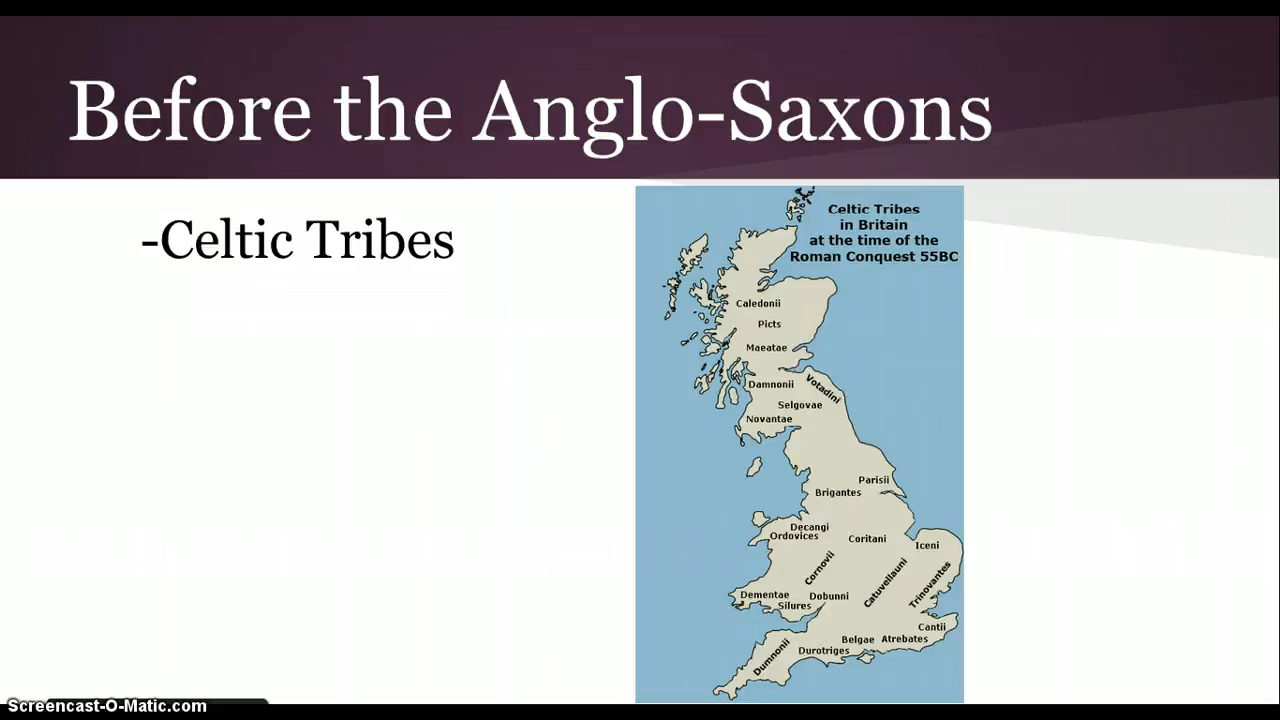 Before the Anglo-Saxons
-Celtic Tribes
Celtic Tribes
in Britain
at the time of the
Roman Conquest 55BC
Caledonii
Picts
Maeatae
Damnonii
Votadini
Selgovae
Novantae
Parisii
Brigantes
Decangi
Ordovices
Coritani
Iceni
Cornovii
Catuvellauni
Trinovantes
Dementae
Dobunni
Silures
Cantii
Belgae
Atrebates
Durotriges
Dumnonii
Screencast-O-Matic.com